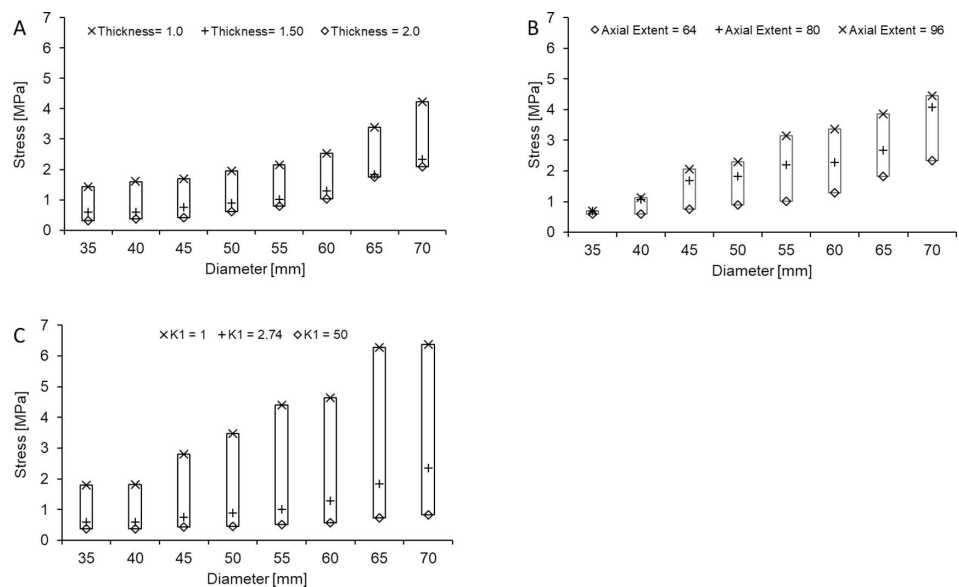 A
Thickness= 1.0 Thickness= 1.50 Thickness= 2.0
7
6
5
4
3
2
1
0
Stress [MPa]
35 40 45 50 55 60 65 70
Diameter [mm]
B
Axial Extent = 64 Axial Extent = 80 Axial Extent = 96
7
6
5
4
3
2
1
0
Stress [MPa]
35 40 45 50 55 60 65 70
Diameter [mm]
C
K1 = 1 K1 = 2.74 K1 = 50
7
6
5
4
3
2
1
0
Stress [MPa]
35 40 45 50 55 60 65 70
Diameter [mm]